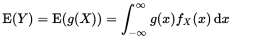 E(Y) = E(g(X)) = ∫_{-∞}^{∞} g(x) f_X(x) dx